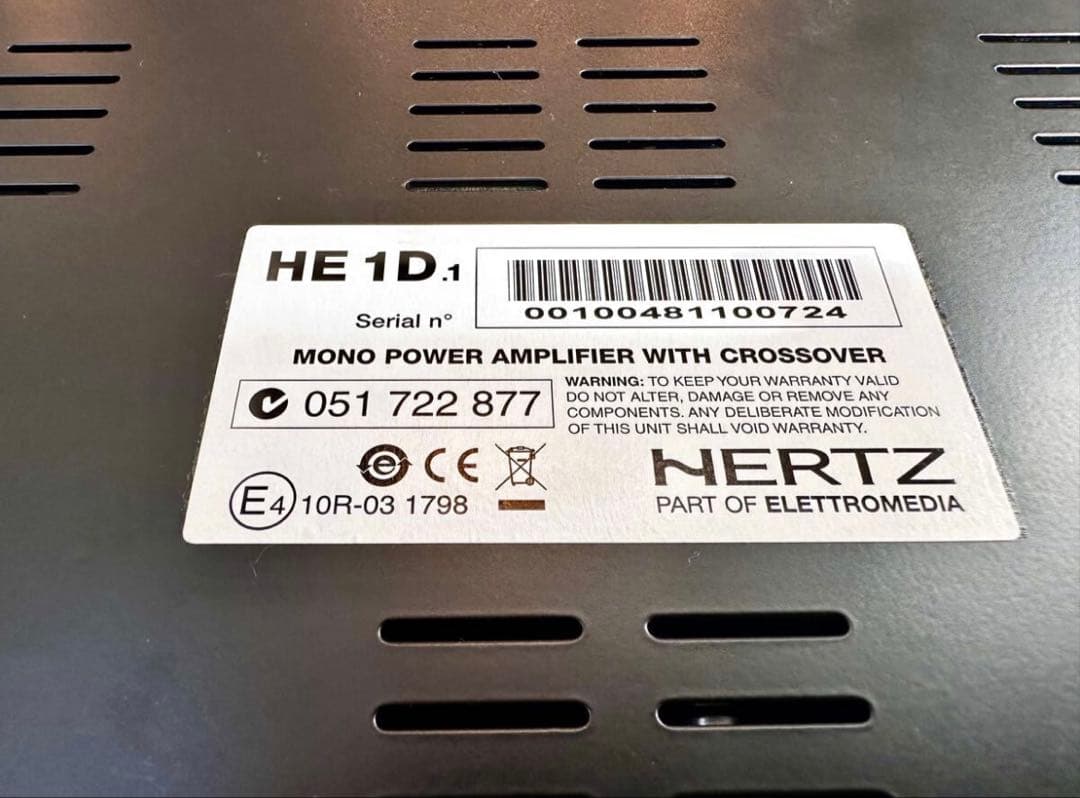 HE 1D.1
Serial n°
00100481100724
MONO POWER AMPLIFIER WITH CROSSOVER
051 722 877
WARNING: TO KEEP YOUR WARRANTY VALID
DO NOT ALTER, DAMAGE OR REMOVE ANY
COMPONENTS. ANY DELIBERATE MODIFICATION
OF THIS UNIT SHALL VOID WARRANTY.
e CE
E4 10R-03 1798
HERTZ
PART OF ELETTROMEDIA